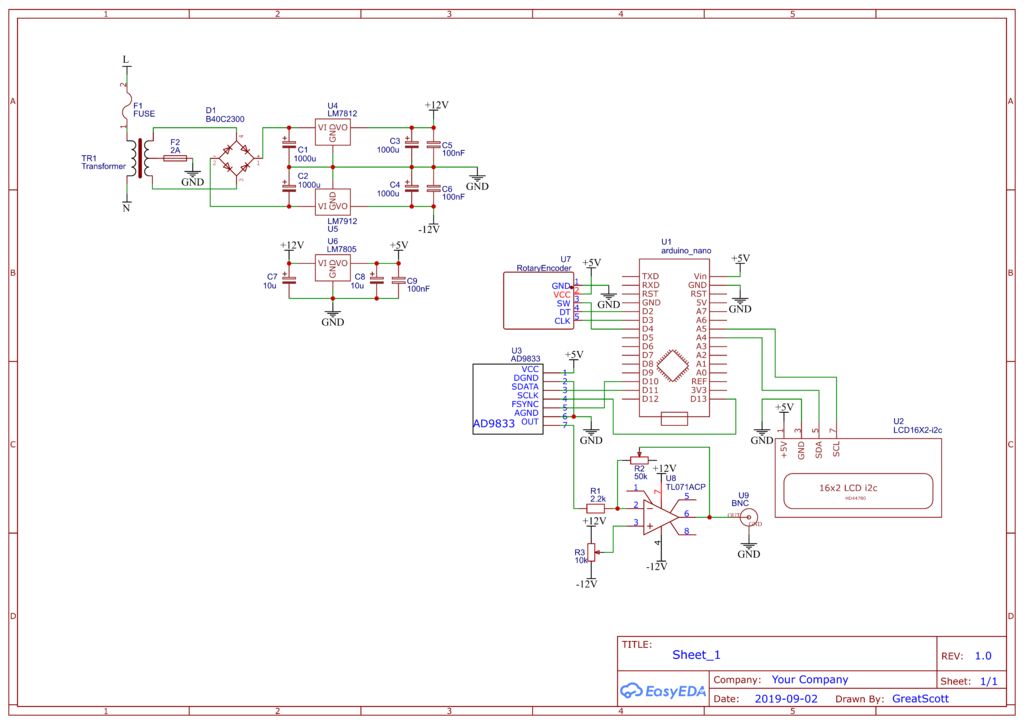 1 2 3 4 5
A
B
C
D
A
B
C
D
L
2
F1
FUSE
1
TR1
Transformer
N
F2
2A
GND
D1
B40C2300
U4
LM7812
VI GND VO
C1
1000u
C2
1000u
VI GND VO
LM7912
U5
C3
1000u
C4
1000u
+12V
C5
100nF
C6
100nF
-12V
GND
+12V
U6
LM7805
VI GND VO
+5V
C7
10u
C8
10u
C9
100nF
GND
U7
RotaryEncoder
GND 1
VCC 2
SW 3
DT 4
CLK 5
+5V
GND
U1
arduino_nano
TXD Vin
RXD GND
RST RST
GND 5V
D2 A7
D3 A6
D4 A5
D5 A4
D6 A3
D7 A2
D8 A1
D9 A0
D10 REF
D11 3V3
D12 D13
+5V
GND
U3
AD9833
VCC 1
DGND 2
SDATA 3
SCLK 4
FSYNC 5
AGND 6
OUT 7
AD9833
+5V
GND
GND
+5V
U2
LCD16X2-i2c
1 3 5 7
+5V GND SDA SCL
16x2 LCD i2c
HD44780
R2
50k
+12V
U8
TL071ACP
R1
2.2k
1
2
3
7
4
5
6
8
+12V
R3
10k
-12V
-12V
U9
BNC
OUT
GND
GND
TITLE:
Sheet_1
REV: 1.0
EasyEDA
Company: Your Company
Sheet: 1/1
Date: 2019-09-02 Drawn By: GreatScott
1 2 3 4 5